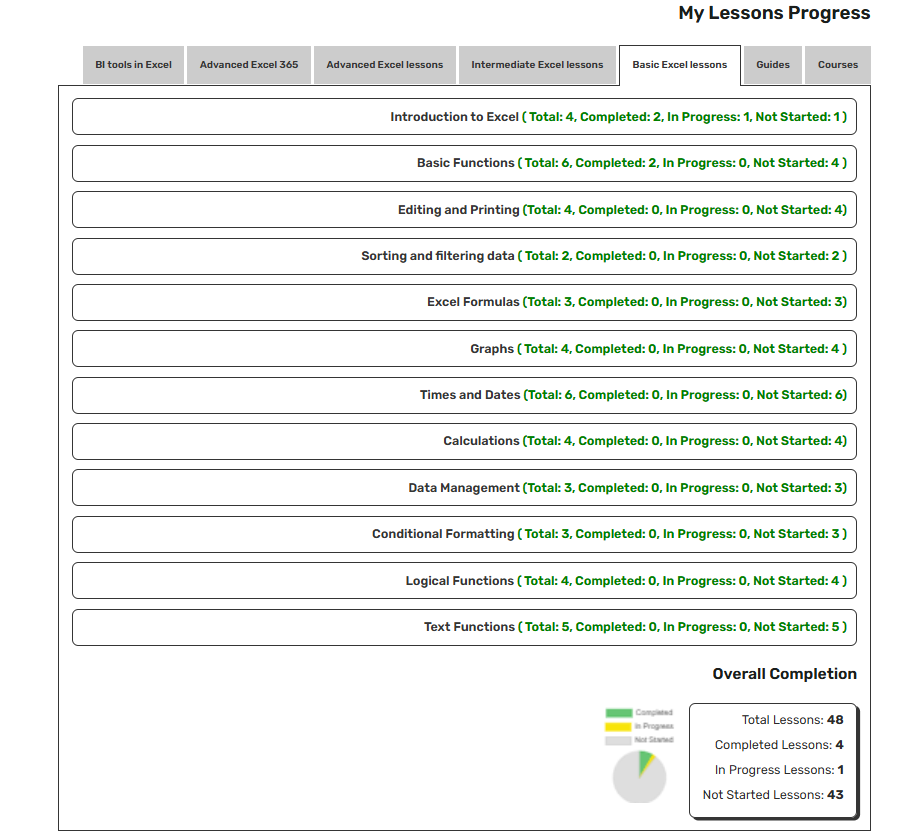 My Lessons Progress
BI tools in Excel
Advanced Excel 365
Advanced Excel lessons
Intermediate Excel lessons
Basic Excel lessons
Guides
Courses
Introduction to Excel ( Total: 4, Completed: 2, In Progress: 1, Not Started: 1 )
Basic Functions ( Total: 6, Completed: 2, In Progress: 0, Not Started: 4 )
Editing and Printing (Total: 4, Completed: 0, In Progress: 0, Not Started: 4)
Sorting and filtering data ( Total: 2, Completed: 0, In Progress: 0, Not Started: 2 )
Excel Formulas (Total: 3, Completed: 0, In Progress: 0, Not Started: 3)
Graphs ( Total: 4, Completed: 0, In Progress: 0, Not Started: 4 )
Times and Dates (Total: 6, Completed: 0, In Progress: 0, Not Started: 6)
Calculations (Total: 4, Completed: 0, In Progress: 0, Not Started: 4)
Data Management (Total: 3, Completed: 0, In Progress: 0, Not Started: 3)
Conditional Formatting ( Total: 3, Completed: 0, In Progress: 0, Not Started: 3 )
Logical Functions ( Total: 4, Completed: 0, In Progress: 0, Not Started: 4 )
Text Functions ( Total: 5, Completed: 0, In Progress: 0, Not Started: 5 )
Overall Completion
Completed
In Progress
Not Started
Total Lessons: 48
Completed Lessons: 4
In Progress Lessons: 1
Not Started Lessons: 43